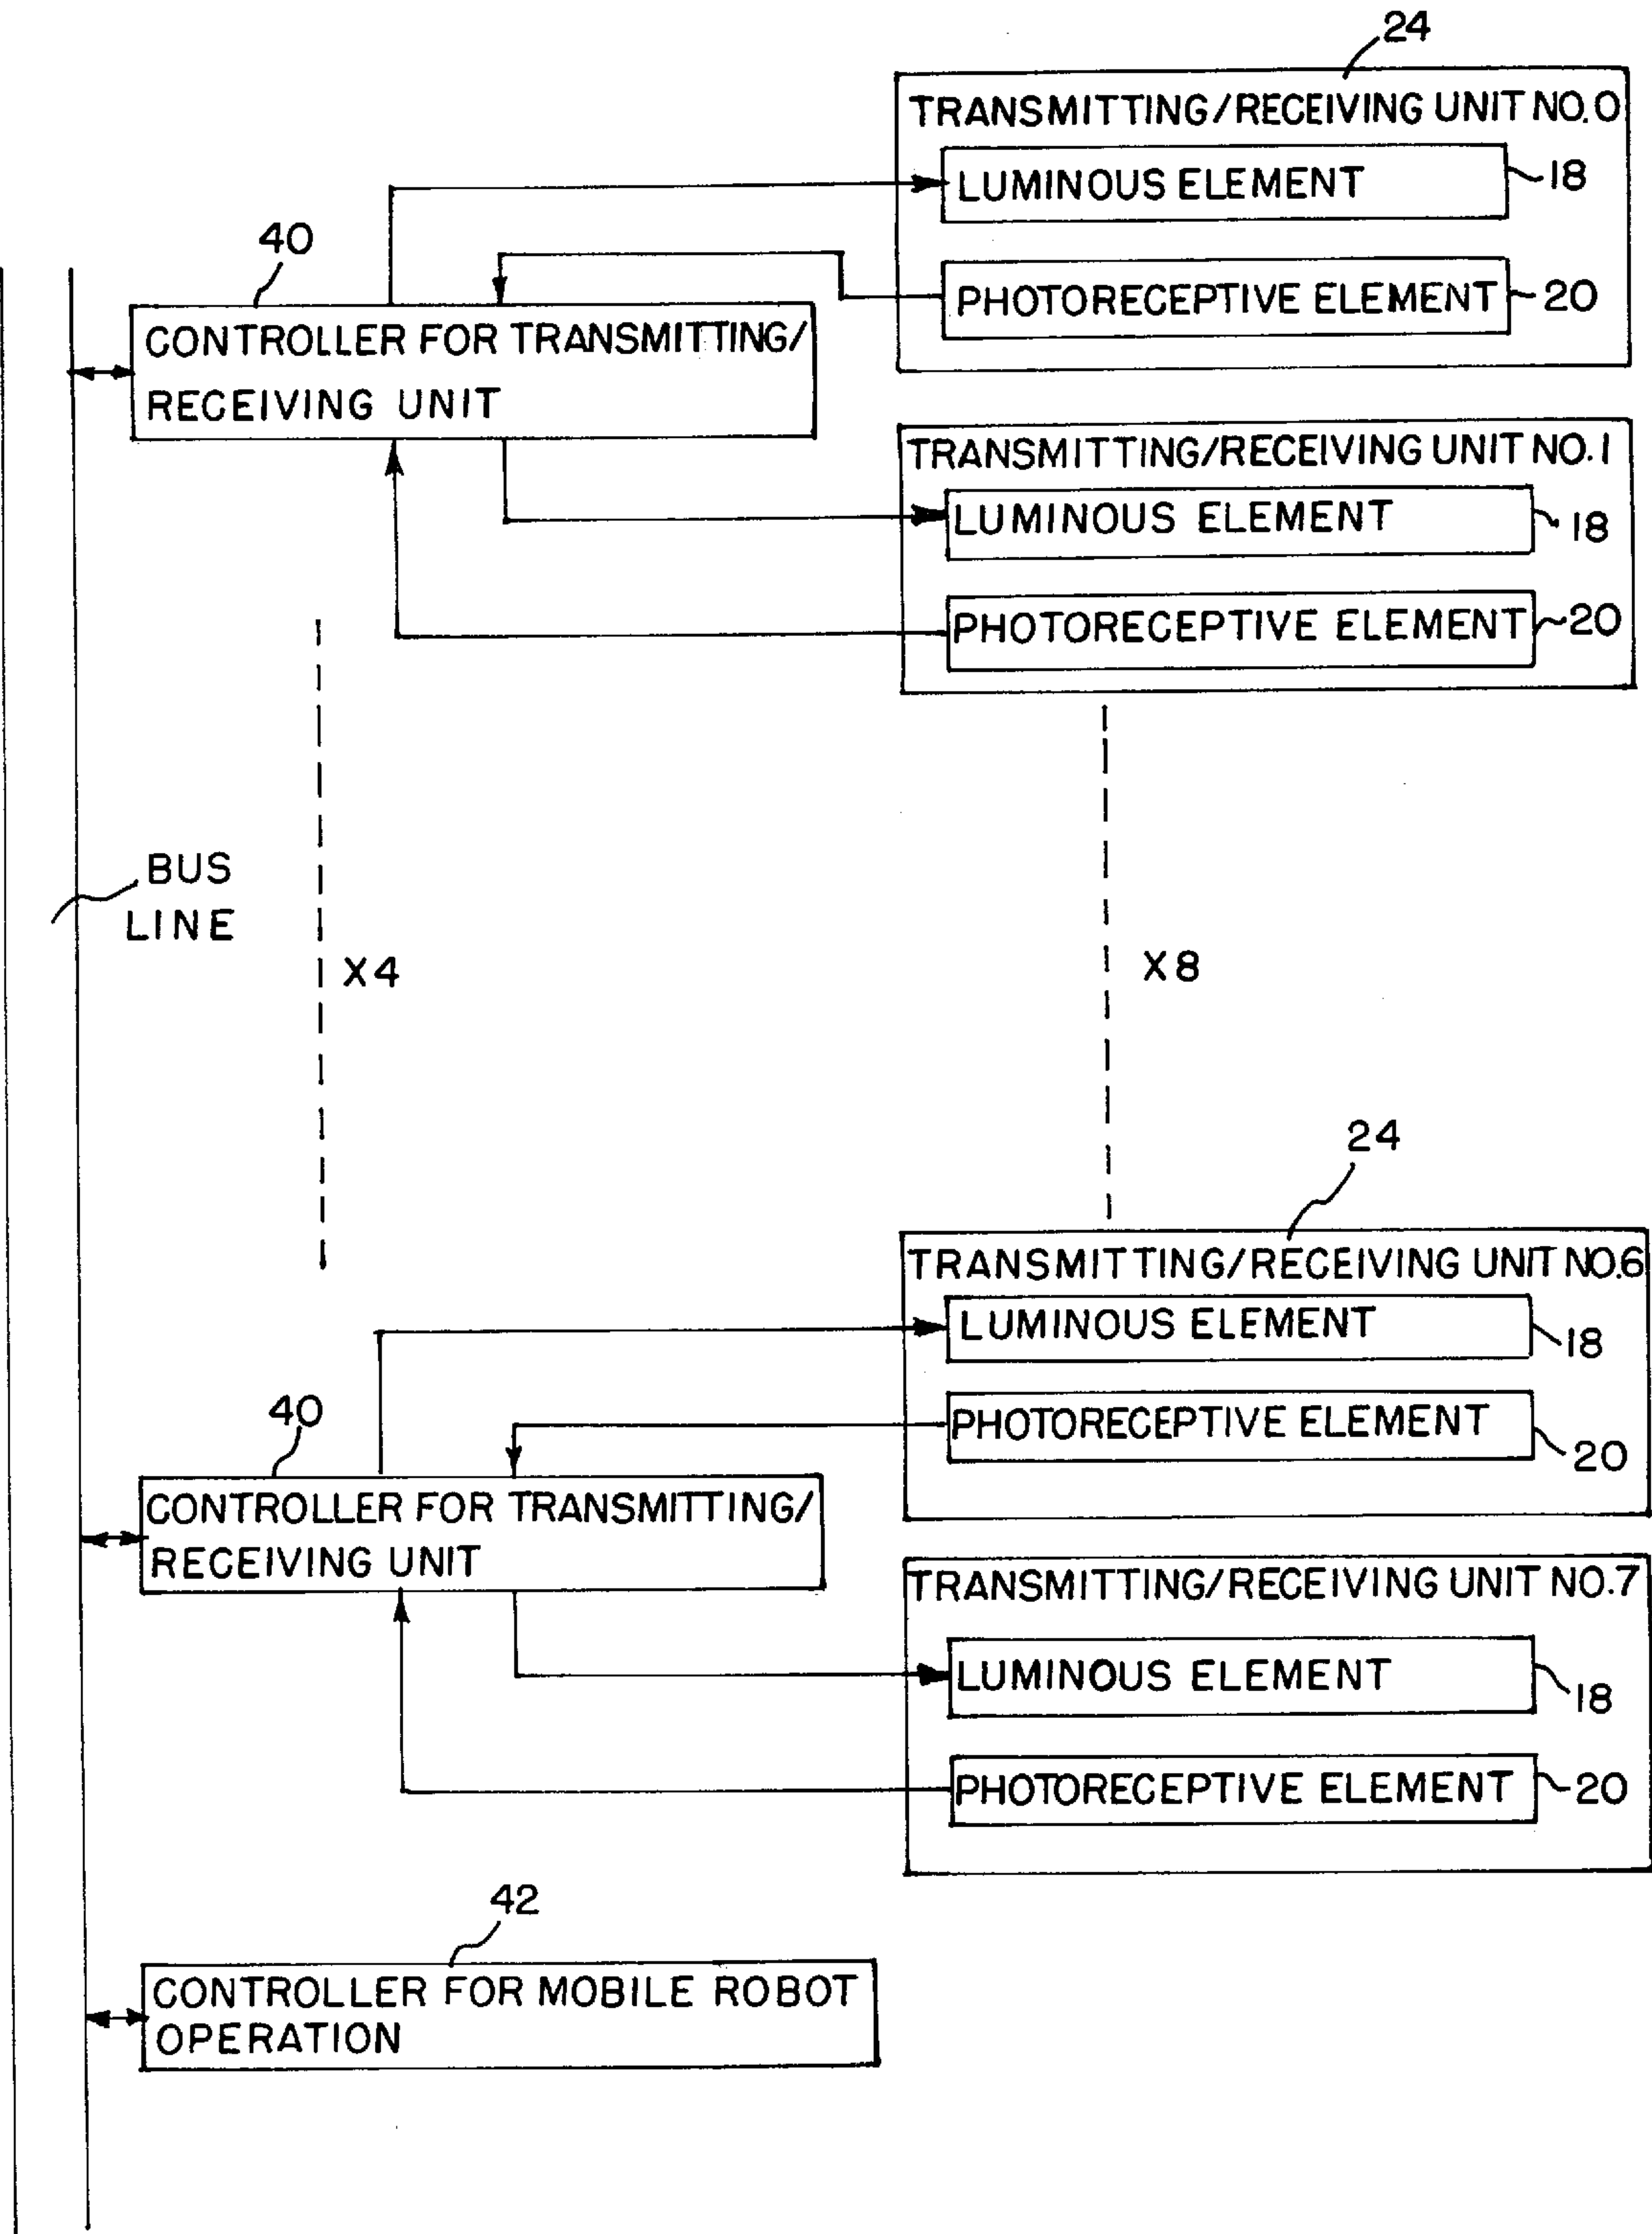 24
TRANSMITTING/RECEIVING UNIT NO.0
LUMINOUS ELEMENT
18
PHOTORECEPTIVE ELEMENT
20
40
CONTROLLER FOR TRANSMITTING/
RECEIVING UNIT
TRANSMITTING/RECEIVING UNIT NO.1
LUMINOUS ELEMENT
18
PHOTORECEPTIVE ELEMENT
20
BUS
LINE
X4
X8
24
TRANSMITTING/RECEIVING UNIT NO.6
LUMINOUS ELEMENT
18
PHOTORECEPTIVE ELEMENT
20
40
CONTROLLER FOR TRANSMITTING/
RECEIVING UNIT
TRANSMITTING/RECEIVING UNIT NO.7
LUMINOUS ELEMENT
18
PHOTORECEPTIVE ELEMENT
20
42
CONTROLLER FOR MOBILE ROBOT
OPERATION